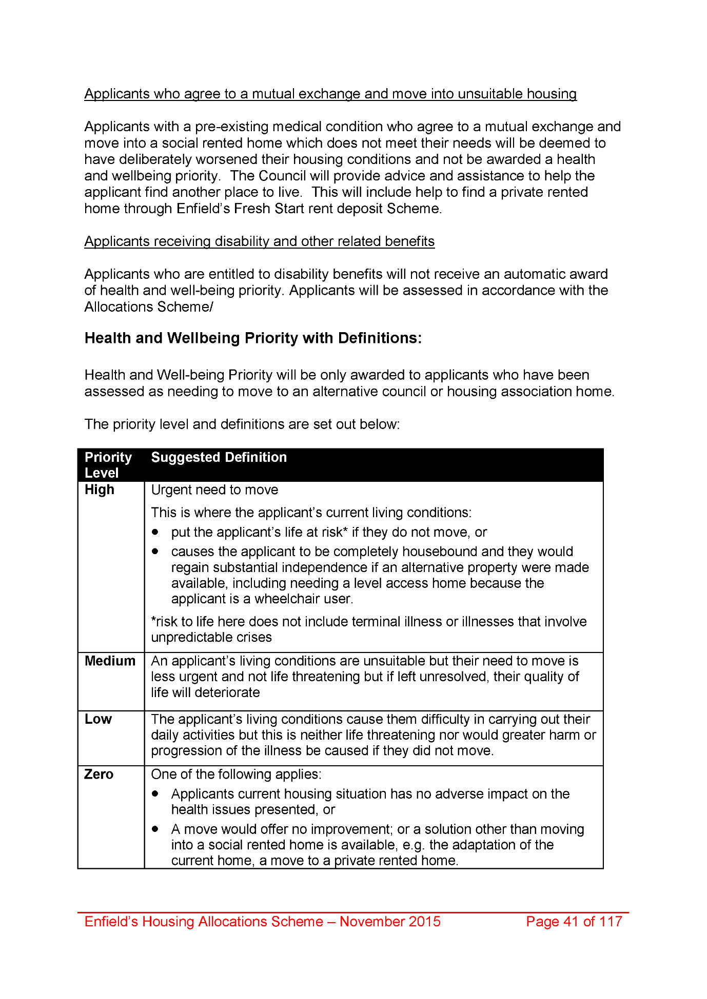 Applicants who agree to a mutual exchange and move into unsuitable housing
Applicants with a pre-existing medical condition who agree to a mutual exchange and
move into a social rented home which does not meet their needs will be deemed to
have deliberately worsened their housing conditions and not be awarded a health
and wellbeing priority.  The Council will provide advice and assistance to help the
applicant find another place to live.  This will include help to find a private rented
home through Enfield’s Fresh Start rent deposit Scheme.
Applicants receiving disability and other related benefits
Applicants who are entitled to disability benefits will not receive an automatic award
of health and well-being priority. Applicants will be assessed in accordance with the
Allocations Scheme/
Health and Wellbeing Priority with Definitions:
Health and Well-being Priority will be only awarded to applicants who have been
assessed as needing to move to an alternative council or housing association home.
The priority level and definitions are set out below:
Priority Level
Suggested Definition
High
Urgent need to move
This is where the applicant’s current living conditions:
• put the applicant’s life at risk* if they do not move, or
• causes the applicant to be completely housebound and they would
regain substantial independence if an alternative property were made
available, including needing a level access home because the
applicant is a wheelchair user.
*risk to life here does not include terminal illness or illnesses that involve
unpredictable crises
Medium
An applicant’s living conditions are unsuitable but their need to move is
less urgent and not life threatening but if left unresolved, their quality of
life will deteriorate
Low
The applicant’s living conditions cause them difficulty in carrying out their
daily activities but this is neither life threatening nor would greater harm or
progression of the illness be caused if they did not move.
Zero
One of the following applies:
• Applicants current housing situation has no adverse impact on the
health issues presented, or
• A move would offer no improvement; or a solution other than moving
into a social rented home is available, e.g. the adaptation of the
current home, a move to a private rented home.
Enfield’s Housing Allocations Scheme – November 2015 Page 41 of 117